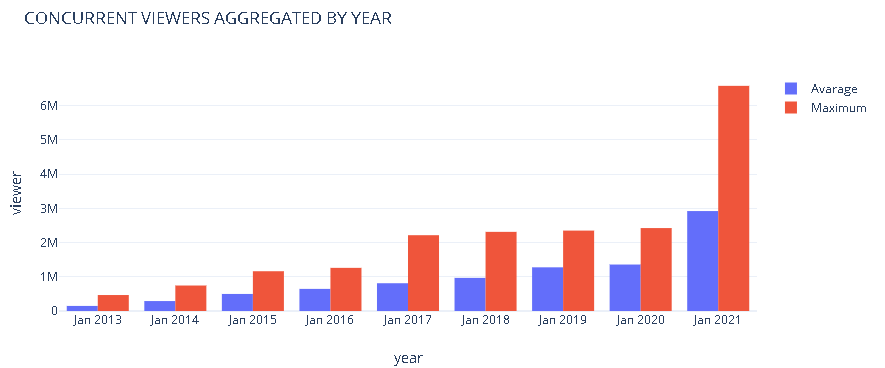 CONCURRENT VIEWERS AGGREGATED BY YEAR
Avarage
Maximum
viewer
6M
5M
4M
3M
2M
1M
0
Jan 2013 Jan 2014 Jan 2015 Jan 2016 Jan 2017 Jan 2018 Jan 2019 Jan 2020 Jan 2021
year